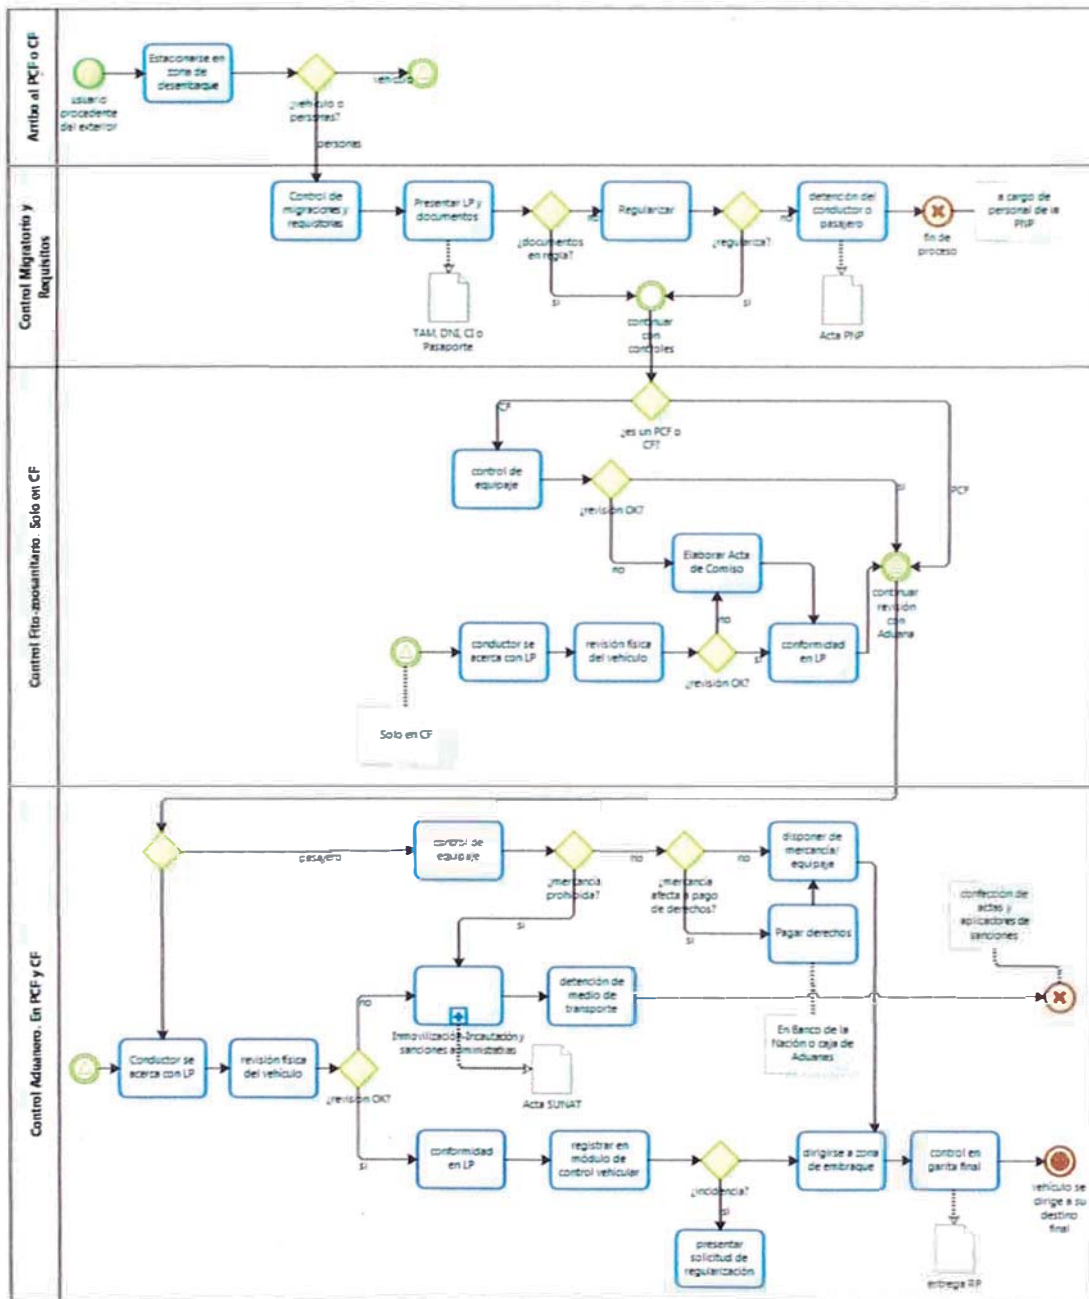 Arribo al PCF o CF
Estacionarse en
zona de
desembaque
usuario
procedente
del exterior
¿vehículo o
personas?
vehículo
personas
Control Migratorio y
Requisitos
Control de
migraciones y
requisitorias
Presentar LP y
documentos
¿documentos
en regla?
no
Regularizar
¿regulariza?
no
detención del
conductor o
pasajero
fin de
proceso
a cargo de
personal de la
PNP
si
si
TAM, DNI, CI o
Pasaporte
continuar
con
controles
Acta PNP
Control Fito-zoosanitario. Solo en CF
CF
¿es un PCF o
CF?
PCF
control de
equipaje
¿revisión OK?
si
no
Elaborar Acta
de Comiso
continuar
revisión
con
Aduana
no
conductor se
acerca con LP
revisión física
del vehículo
¿revisión OK?
si
conformidad
en LP
Solo en CF
Control Aduanero. En PCF y CF
pasajero
control de
equipaje
¿mercancía
prohibida?
no
¿mercancía
afecta a pago
de derechos?
no
disponer de
mercancía/
equipaje
si
si
Pagar derechos
confección de
actas y
aplicadores de
sanciones
no
detención de
medio de
transporte
Inmovilización-Incautación y
sanciones administrativas
En Banco de la
Nación o caja de
Aduanas
Conductor se
acerca con LP
revisión física
del vehículo
¿revisión OK?
Acta SUNAT
si
conformidad
en LP
registrar en
módulo de
control vehicular
¿incidencia?
si
dirigirse a zona
de embraque
control en
garita final
vehículo se
dirige a su
destino
final
presentar
solicitud de
regularización
entrega RP